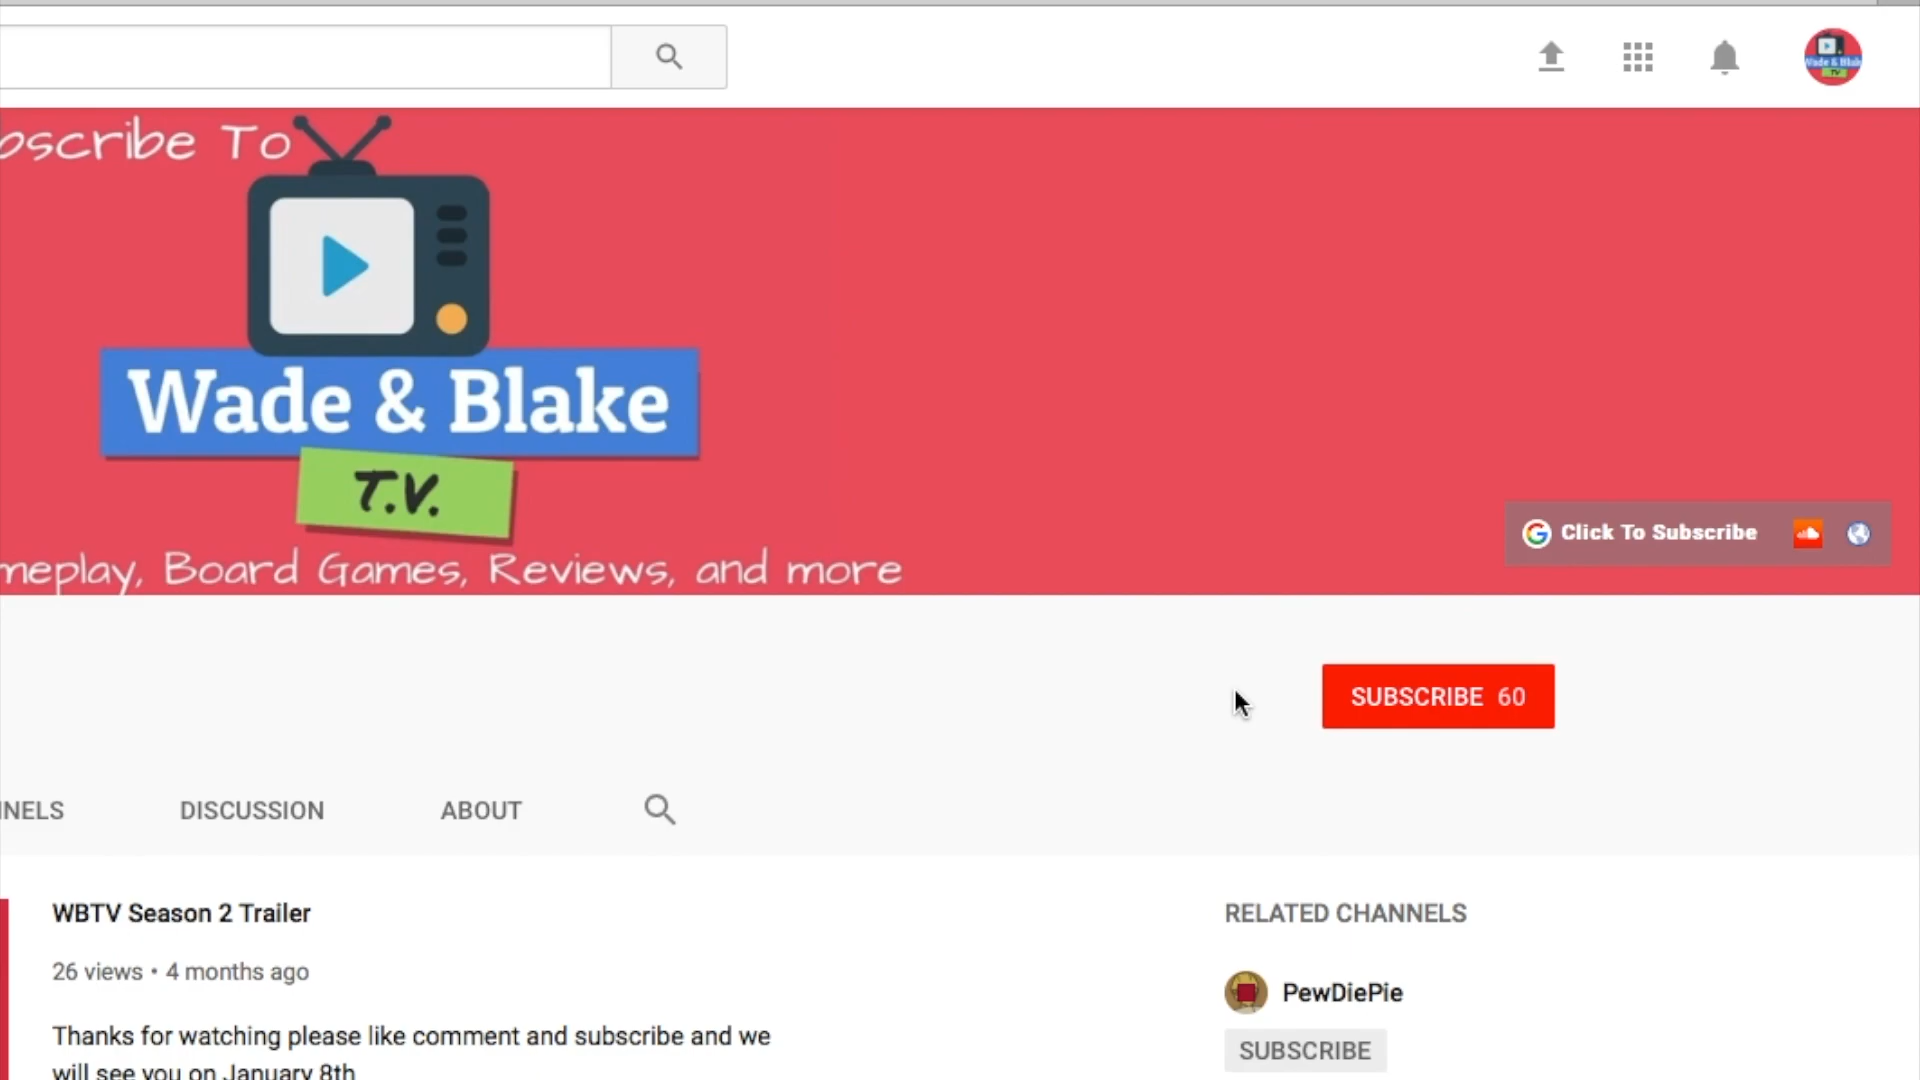 bscribe To
Wade & Blake
T.V.
meplay, Board Games, Reviews, and more
Click To Subscribe
SUBSCRIBE 60
NNELS
DISCUSSION
ABOUT
WBTV Season 2 Trailer
26 views • 4 months ago
Thanks for watching please like comment and subscribe and we
will see you on January 8th
RELATED CHANNELS
PewDiePie
SUBSCRIBE